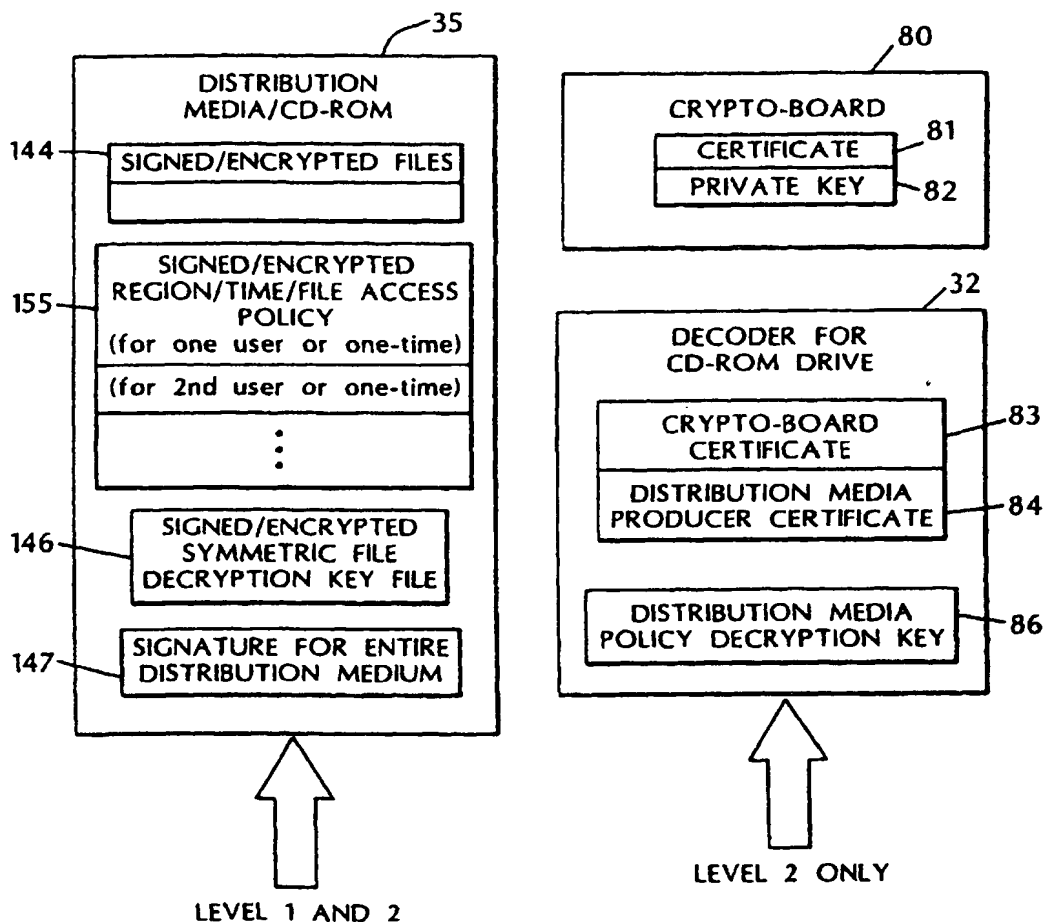 35
DISTRIBUTION
MEDIA/CD-ROM
144
SIGNED/ENCRYPTED FILES
155
SIGNED/ENCRYPTED
REGION/TIME/FILE ACCESS
POLICY
(for one user or one-time)
(for 2nd user or one-time)
146
SIGNED/ENCRYPTED
SYMMETRIC FILE
DECRYPTION KEY FILE
147
SIGNATURE FOR ENTIRE
DISTRIBUTION MEDIUM
LEVEL 1 AND 2
80
CRYPTO-BOARD
CERTIFICATE
81
PRIVATE KEY
82
32
DECODER FOR
CD-ROM DRIVE
CRYPTO-BOARD
CERTIFICATE
83
DISTRIBUTION MEDIA
PRODUCER CERTIFICATE
84
DISTRIBUTION MEDIA
POLICY DECRYPTION KEY
86
LEVEL 2 ONLY